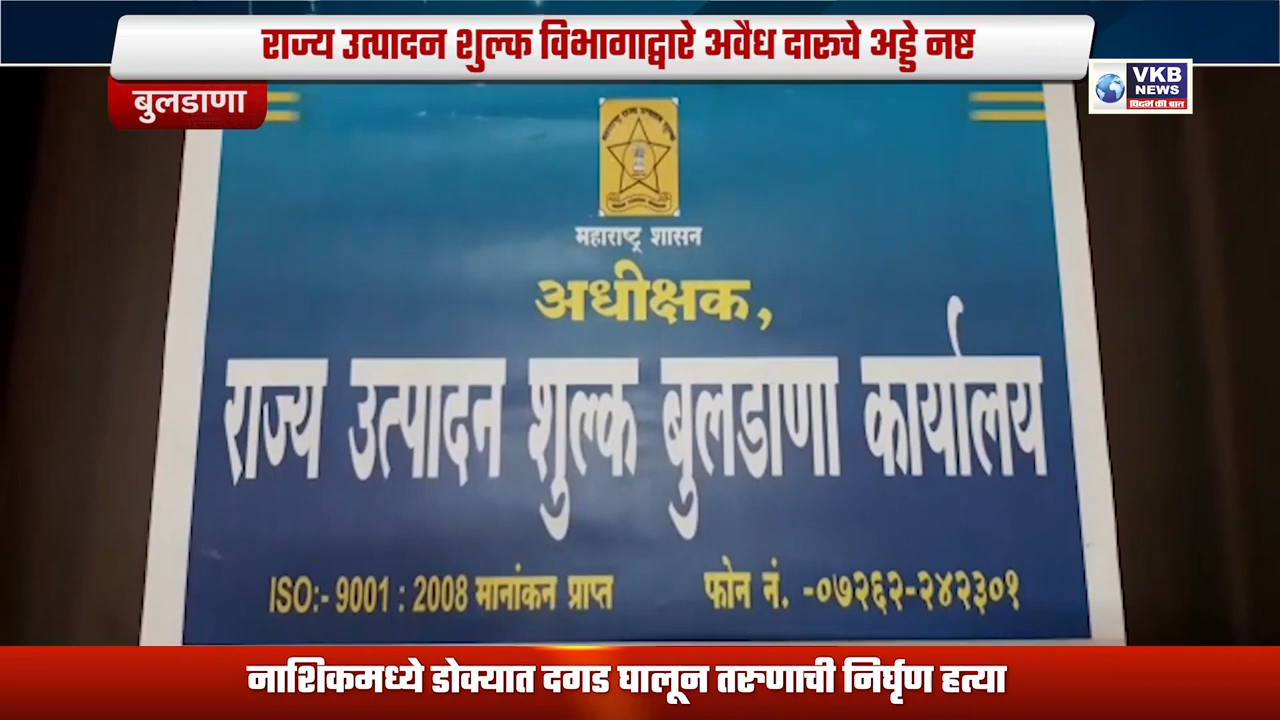 राज्य उत्पादन शुल्क विभागाद्वारे अवैध दारुचे अड्डे नष्ट
बुलडाणा
VKB
NEWS
विदर्भ की बात
महाराष्ट्र शासन
अधीक्षक,
राज्य उत्पादन शुल्क बुलडाणा कार्यालय
ISO:- 9001 : 2008 मानांकन प्राप्त
फोन नं. -०७२६२-२४२३०१
नाशिकमध्ये डोक्यात दगड घालून तरुणाची निर्घृण हत्या